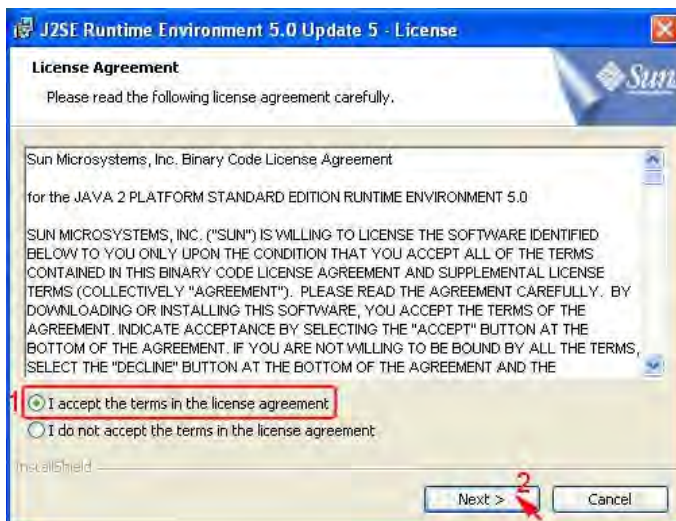 J2SE Runtime Environment 5.0 Update 5 - License
License Agreement
Please read the following license agreement carefully.
Sun
Sun Microsystems, Inc. Binary Code License Agreement
for the JAVA 2 PLATFORM STANDARD EDITION RUNTIME ENVIRONMENT 5.0
SUN MICROSYSTEMS, INC. ("SUN") IS WILLING TO LICENSE THE SOFTWARE IDENTIFIED
BELOW TO YOU ONLY UPON THE CONDITION THAT YOU ACCEPT ALL OF THE TERMS
CONTAINED IN THIS BINARY CODE LICENSE AGREEMENT AND SUPPLEMENTAL LICENSE
TERMS (COLLECTIVELY "AGREEMENT"). PLEASE READ THE AGREEMENT CAREFULLY. BY
DOWNLOADING OR INSTALLING THIS SOFTWARE, YOU ACCEPT THE TERMS OF THE
AGREEMENT. INDICATE ACCEPTANCE BY SELECTING THE "ACCEPT" BUTTON AT THE
BOTTOM OF THE AGREEMENT. IF YOU ARE NOT WILLING TO BE BOUND BY ALL THE TERMS,
SELECT THE "DECLINE" BUTTON AT THE BOTTOM OF THE AGREEMENT AND THE
1 I accept the terms in the license agreement
I do not accept the terms in the license agreement
InstallShield
2
Next > Cancel